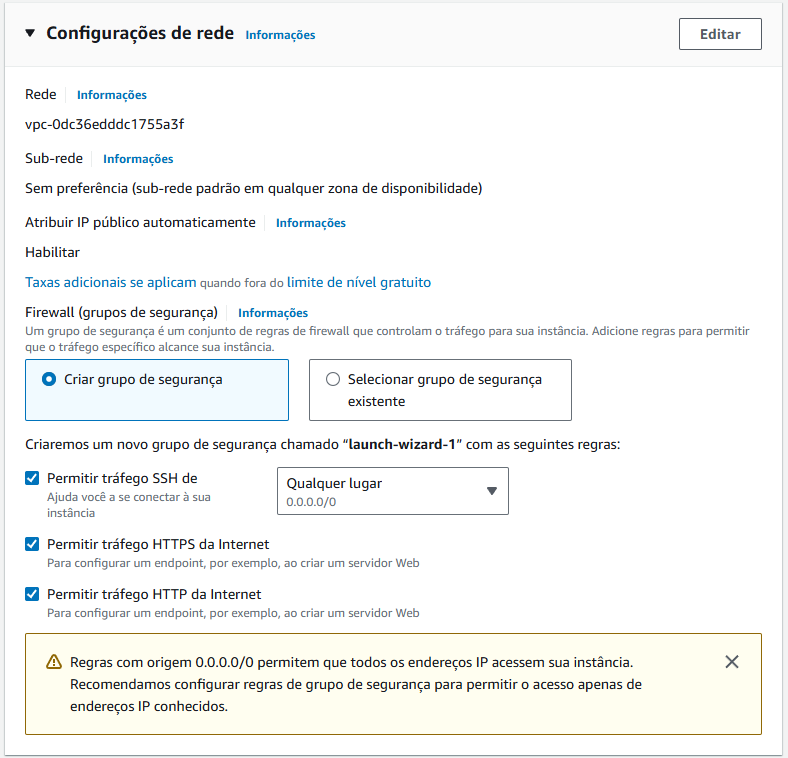 Configurações de rede Informações Editar
Rede Informações
vpc-0dc36edddc1755a3f
Sub-rede Informações
Sem preferência (sub-rede padrão em qualquer zona de disponibilidade)
Atribuir IP público automaticamente Informações
Habilitar
Taxas adicionais se aplicam quando fora do limite de nível gratuito
Firewall (grupos de segurança) Informações
Um grupo de segurança é um conjunto de regras de firewall que controlam o tráfego para sua instância. Adicione regras para permitir
que o tráfego específico alcance sua instância.
Criar grupo de segurança
Selecionar grupo de segurança
existente
Criaremos um novo grupo de segurança chamado “launch-wizard-1” com as seguintes regras:
Permitir tráfego SSH de
Ajuda você a se conectar à sua
instância
Qualquer lugar
0.0.0.0/0
Permitir tráfego HTTPS da Internet
Para configurar um endpoint, por exemplo, ao criar um servidor Web
Permitir tráfego HTTP da Internet
Para configurar um endpoint, por exemplo, ao criar um servidor Web
Regras com origem 0.0.0.0/0 permitem que todos os endereços IP acessem sua instância.
Recomendamos configurar regras de grupo de segurança para permitir o acesso apenas de
endereços IP conhecidos.